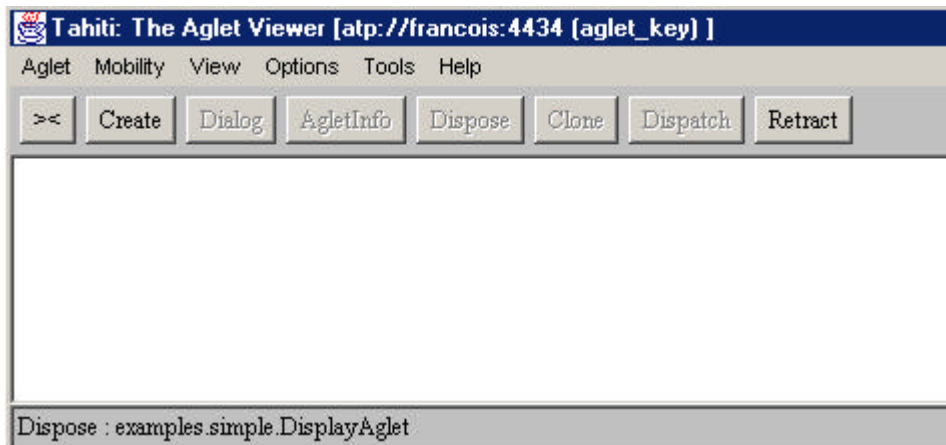 Tahiti: The Aglet Viewer [atp://francois:4434 (aglet_key) ]
Aglet Mobility View Options Tools Help
>< Create Dialog AgletInfo Dispose Clone Dispatch Retract
Dispose : examples.simple.DisplayAglet